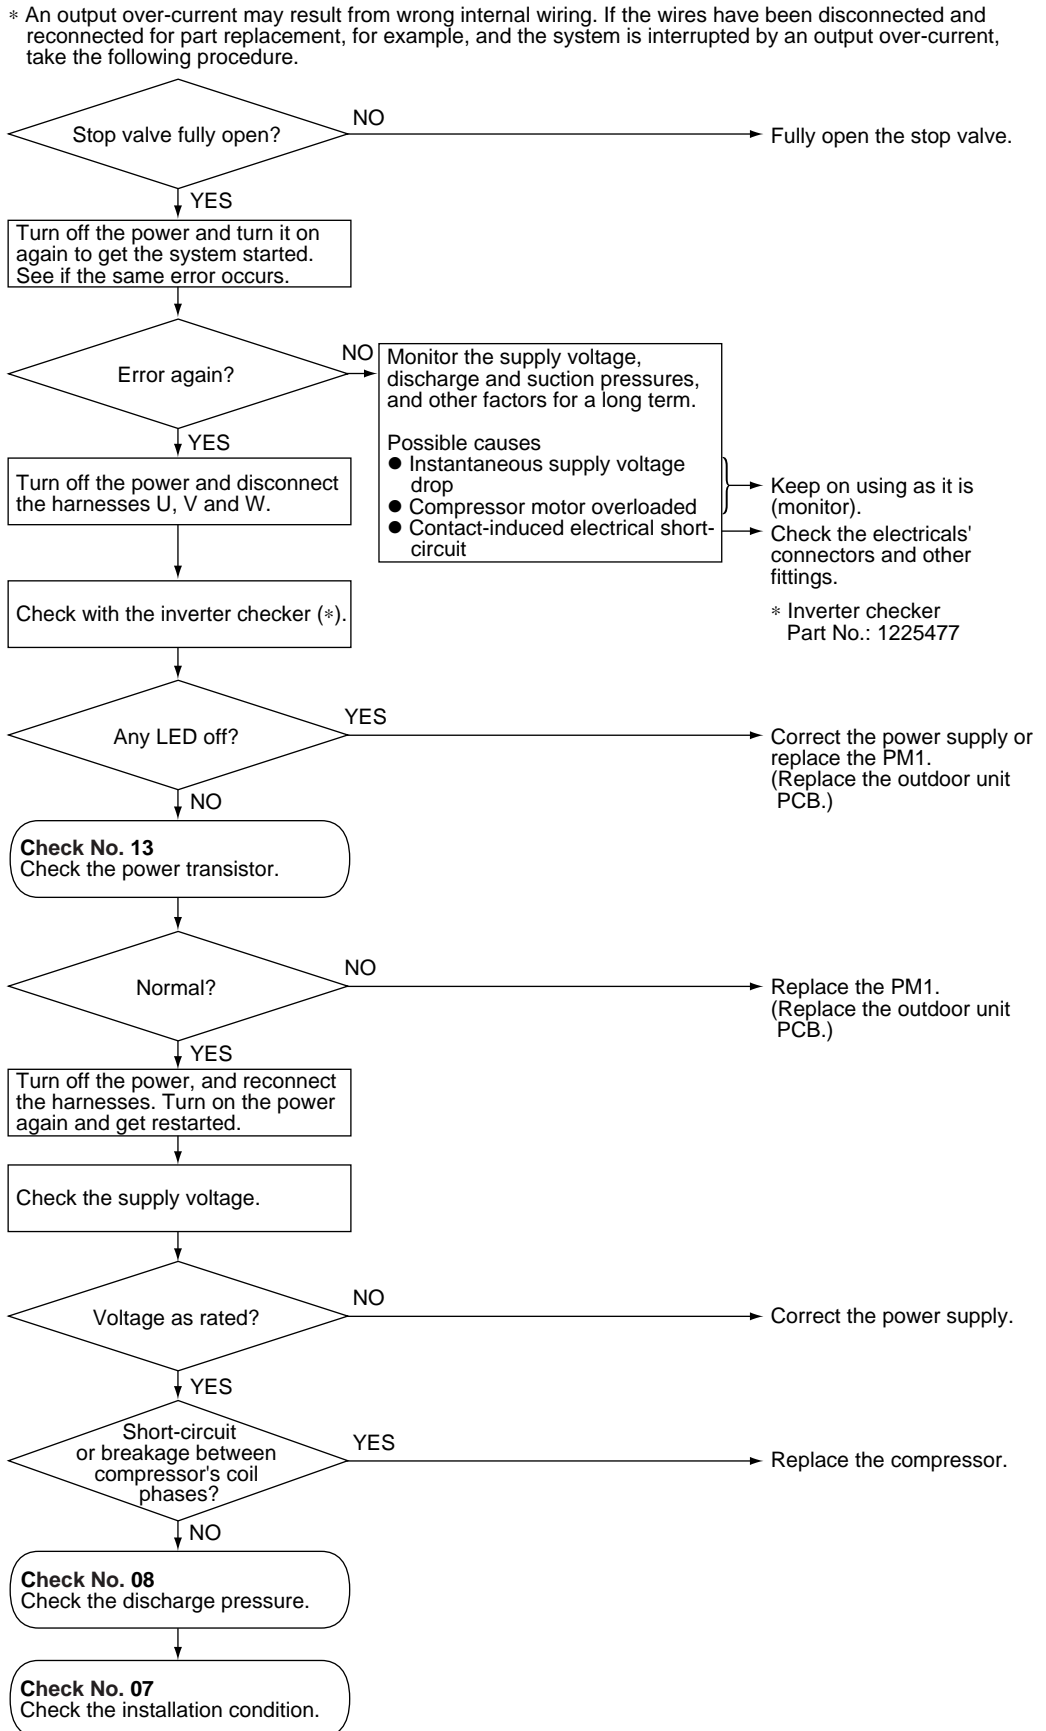 * An output over-current may result from wrong internal wiring. If the wires have been disconnected and
reconnected for part replacement, for example, and the system is interrupted by an output over-current,
take the following procedure.
Stop valve fully open?
NO
Fully open the stop valve.
YES
Turn off the power and turn it on
again to get the system started.
See if the same error occurs.
Error again?
NO
Monitor the supply voltage,
discharge and suction pressures,
and other factors for a long term.
Possible causes
● Instantaneous supply voltage
drop
● Compressor motor overloaded
● Contact-induced electrical short-
circuit
Keep on using as it is
(monitor).
Check the electricals'
connectors and other
fittings.
* Inverter checker
Part No.: 1225477
YES
Turn off the power and disconnect
the harnesses U, V and W.
Check with the inverter checker (*).
Any LED off?
YES
Correct the power supply or
replace the PM1.
(Replace the outdoor unit
PCB.)
NO
Check No. 13
Check the power transistor.
Normal?
NO
Replace the PM1.
(Replace the outdoor unit
PCB.)
YES
Turn off the power, and reconnect
the harnesses. Turn on the power
again and get restarted.
Check the supply voltage.
Voltage as rated?
NO
Correct the power supply.
YES
Short-circuit
or breakage between
compressor's coil
phases?
YES
Replace the compressor.
NO
Check No. 08
Check the discharge pressure.
Check No. 07
Check the installation condition.